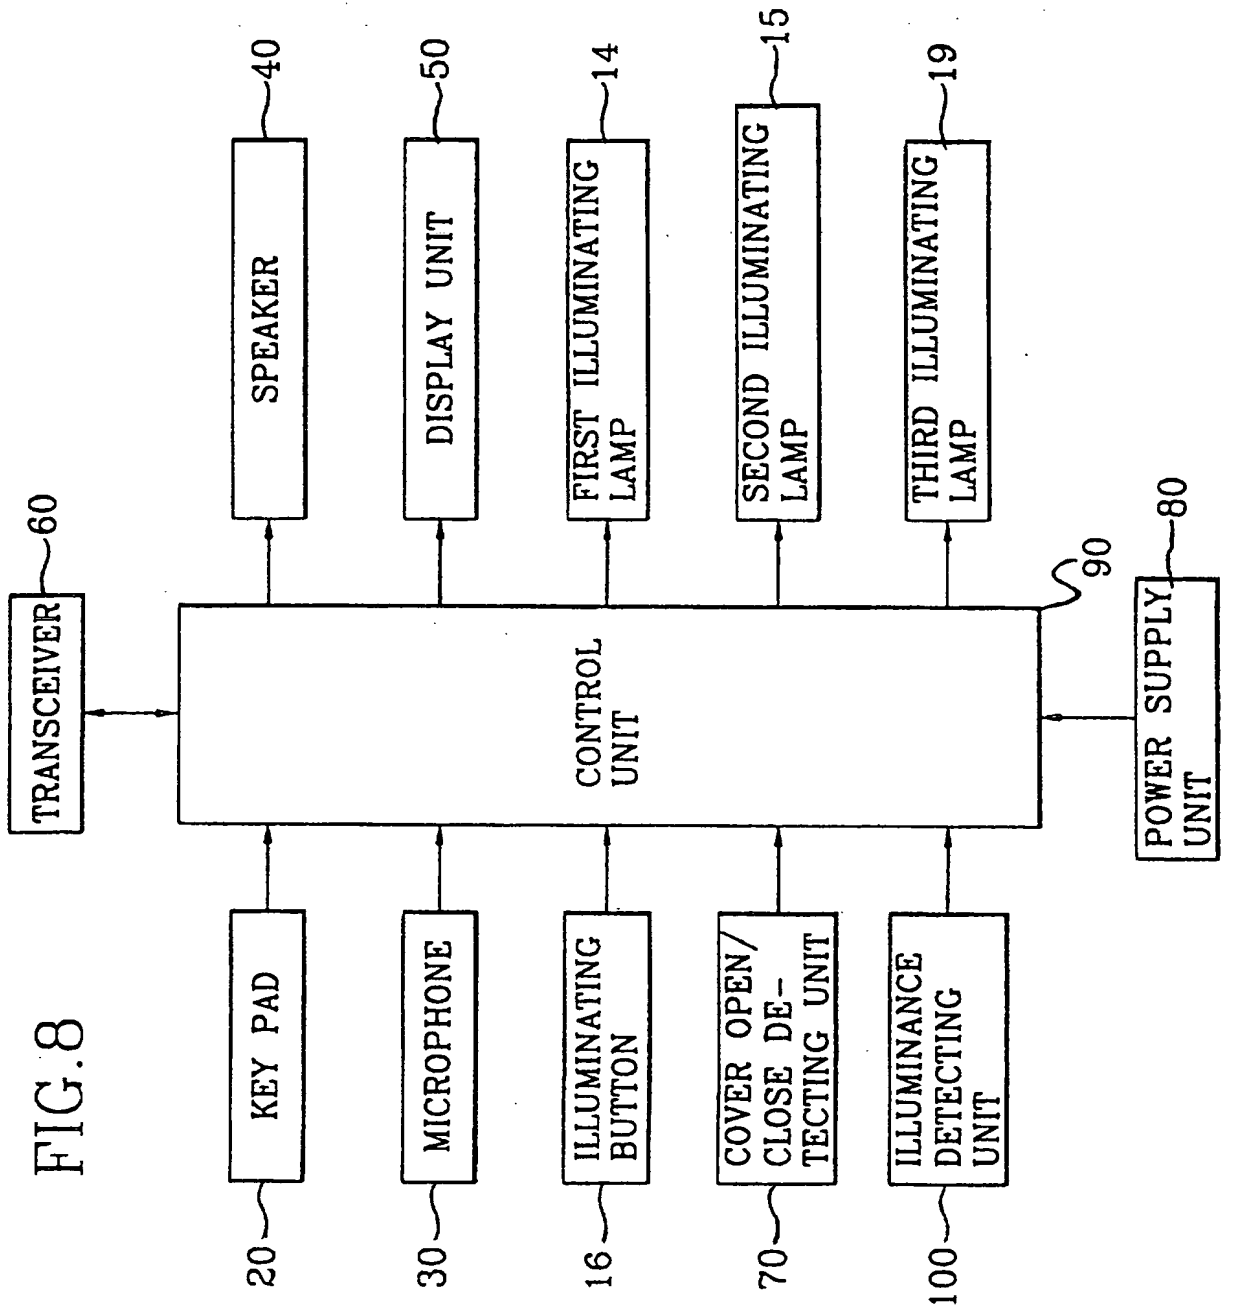 FIG.8
TRANSCEIVER
60
20
KEY PAD
30
MICROPHONE
16
ILLUMINATING
BUTTON
70
COVER OPEN/
CLOSE DE-
TECTING UNIT
100
ILLUMINANCE
DETECTING
UNIT
CONTROL
UNIT
90
SPEAKER
40
DISPLAY UNIT
50
FIRST ILLUMINATING
LAMP
14
SECOND ILLUMINATING
LAMP
15
THIRD ILLUMINATING
LAMP
19
POWER SUPPLY
UNIT
80